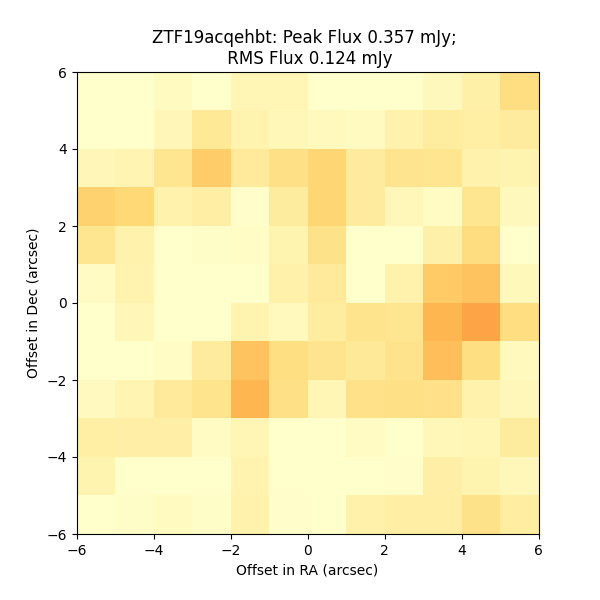 ZTF19acqehbt: Peak Flux 0.357 mJy;
RMS Flux 0.124 mJy
6
4
2
0
−2
−4
−6
Offset in Dec (arcsec)
−6 −4 −2 0 2 4 6
Offset in RA (arcsec)